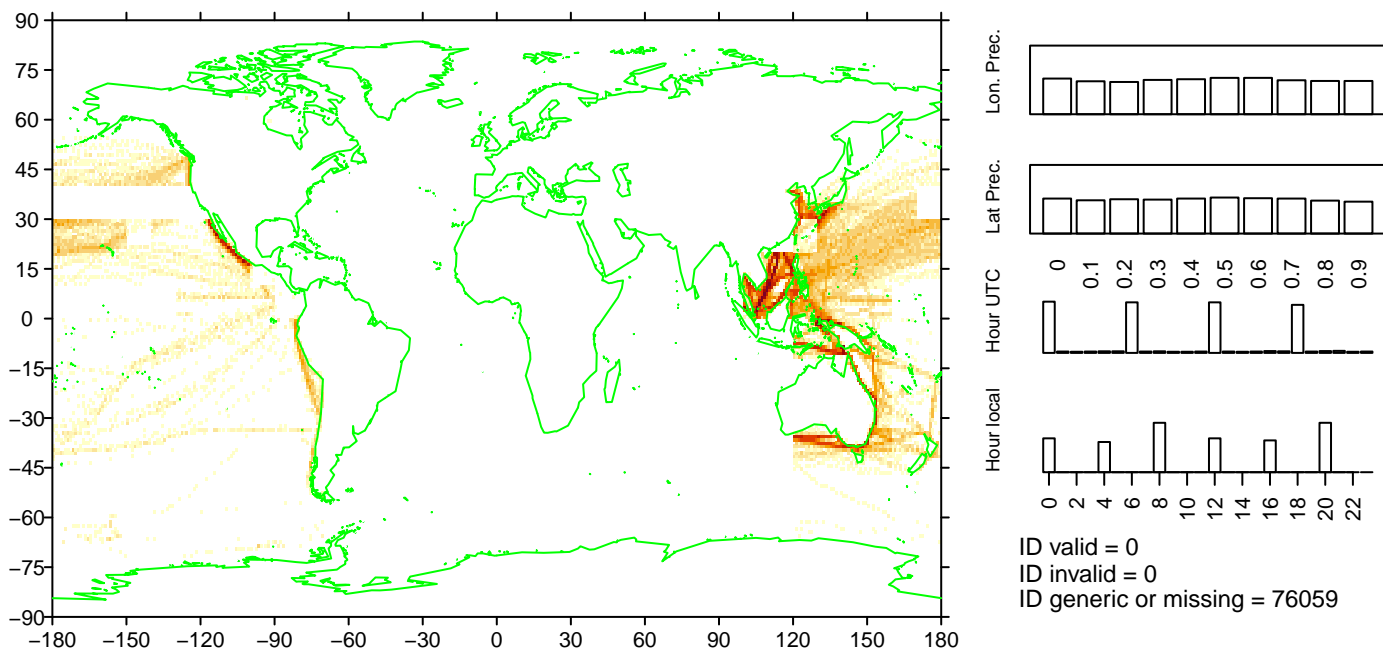 90
75
60
45
30
15
0
−15
−30
−45
−60
−75
−90
−180 −150 −120 −90 −60 −30 0 30 60 90 120 150 180
Lon. Prec.
Lat Prec.
0 0.1 0.2 0.3 0.4 0.5 0.6 0.7 0.8 0.9
Hour UTC
Hour local
0 2 4 6 8 10 12 14 16 18 20 22
ID valid = 0
ID invalid = 0
ID generic or missing = 76059